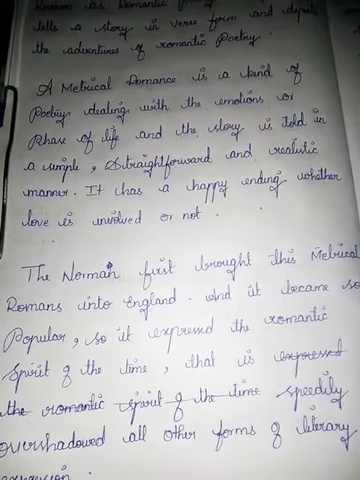 known as Romantic
tells a story in verse form and depicts
the adventures of romantic Poetry.
A Metrical Romance is a kind of
Poetry dealing with the emotions or
Phase of life and the story is told in
a simple, straightforward and realistic
manner. It has a happy ending whether
love is involved or not.
The Norman first brought this Metrical
Romans into England. And it became so
Popular, so it expressed the romantic
spirit of the time, that is expressed
the romantic spirit of the time speedily
overshadowed all other forms of literary
expression.